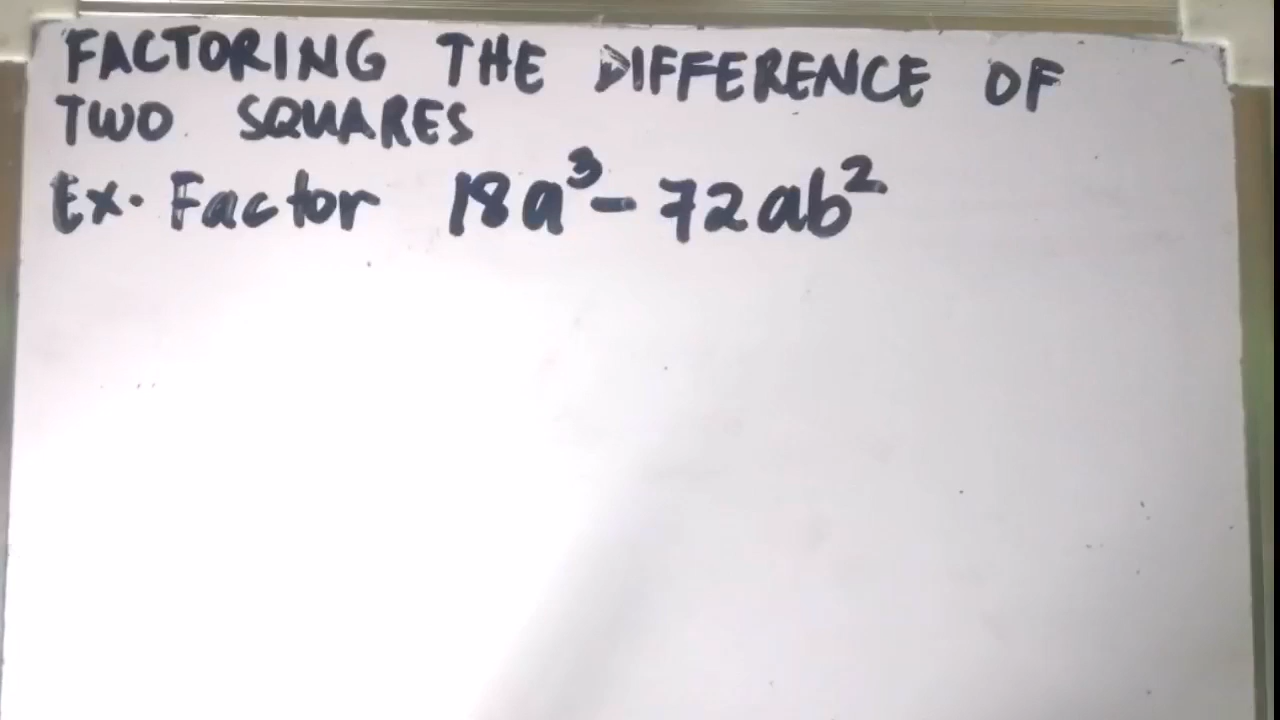 FACTORING THE DIFFERENCE OF
TWO SQUARES
Ex. Factor 18a³ - 72ab²